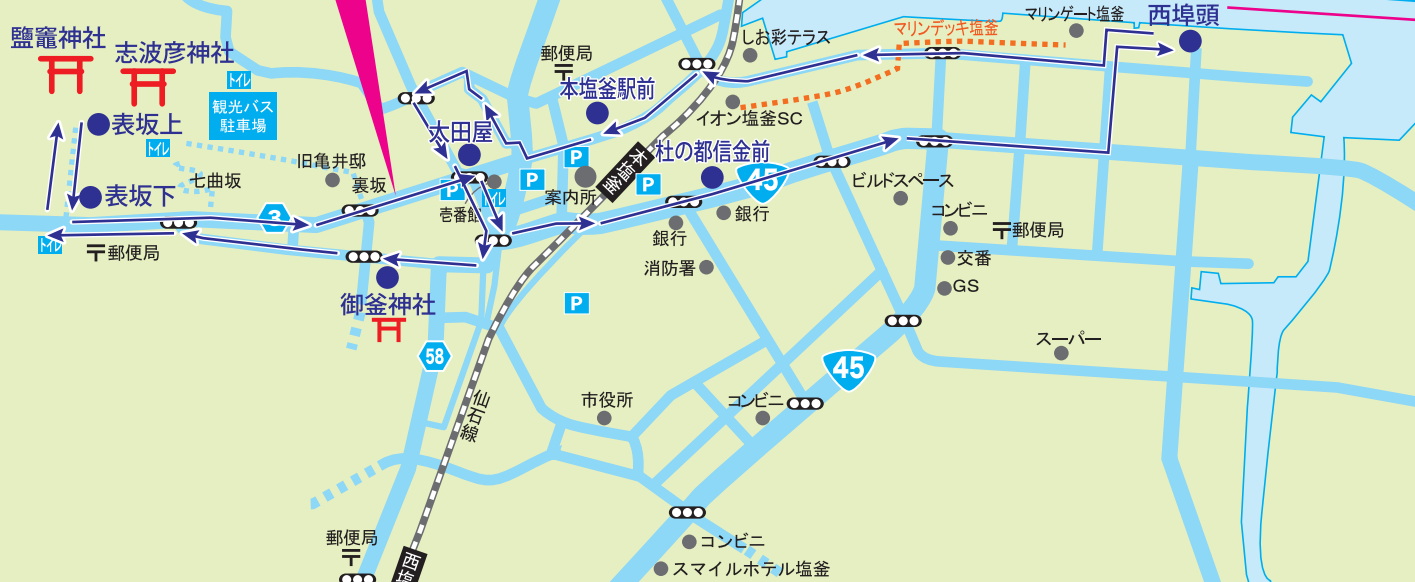 鹽竈神社
志波彦神社
トイレ
観光バス
駐車場
表坂上
トイレ
七曲坂
表坂下
旧亀井邸
裏坂
3
トイレ
郵便局
御釜神社
太田屋
P
壱番館
トイレ
郵便局
本塩釜駅前
P
P
案内所
本塩釜
P
杜の都信金前
45
銀行
銀行
消防署
P
しお彩テラス
イオン塩釜SC
マリンデッキ塩釜
マリンゲート塩釜
西埠頭
ビルドスペース
コンビニ
郵便局
交番
GS
スーパー
58
仙石線
市役所
コンビニ
45
郵便局
西塩
コンビニ
スマイルホテル塩釜